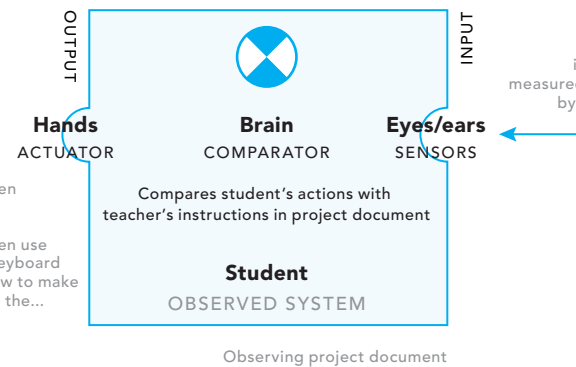 OUTPUT
INPUT
measured
by
Hands
ACTUATOR
Brain
COMPARATOR
Eyes/ears
SENSORS
Compares student's actions with
teacher's instructions in project document
en
en use
eyboard
w to make
the...
Student
OBSERVED SYSTEM
Observing project document